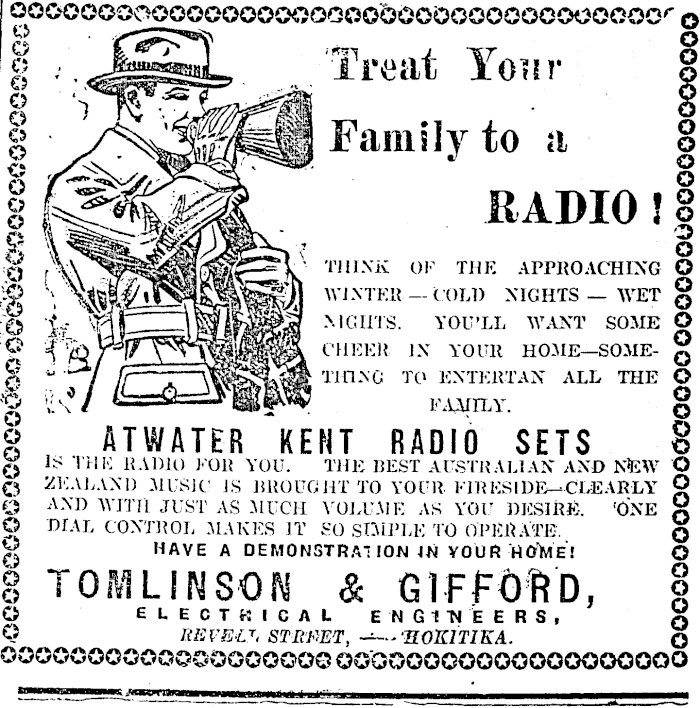 Treat Your
Family to a
RADIO!
THINK OF THE APPROACHING
WINTER — COLD NIGHTS — WET
NIGHTS. YOU'LL WANT SOME
CHEER IN YOUR HOME—SOME-
THING TO ENTERTAN ALL THE
FAMILY.
ATWATER KENT RADIO SETS
IS THE RADIO FOR YOU. THE BEST AUSTRALIAN AND NEW
ZEALAND MUSIC IS BROUGHT TO YOUR FIRESIDE—CLEARLY
AND WITH JUST AS MUCH VOLUME AS YOU DESIRE. 'ONE
DIAL CONTROL MAKES IT SO SIMPLE TO OPERATE.
HAVE A DEMONSTRATION IN YOUR HOME!
TOMLINSON & GIFFORD,
ELECTRICAL ENGINEERS,
REVELL STREET, —— HOKITIKA.